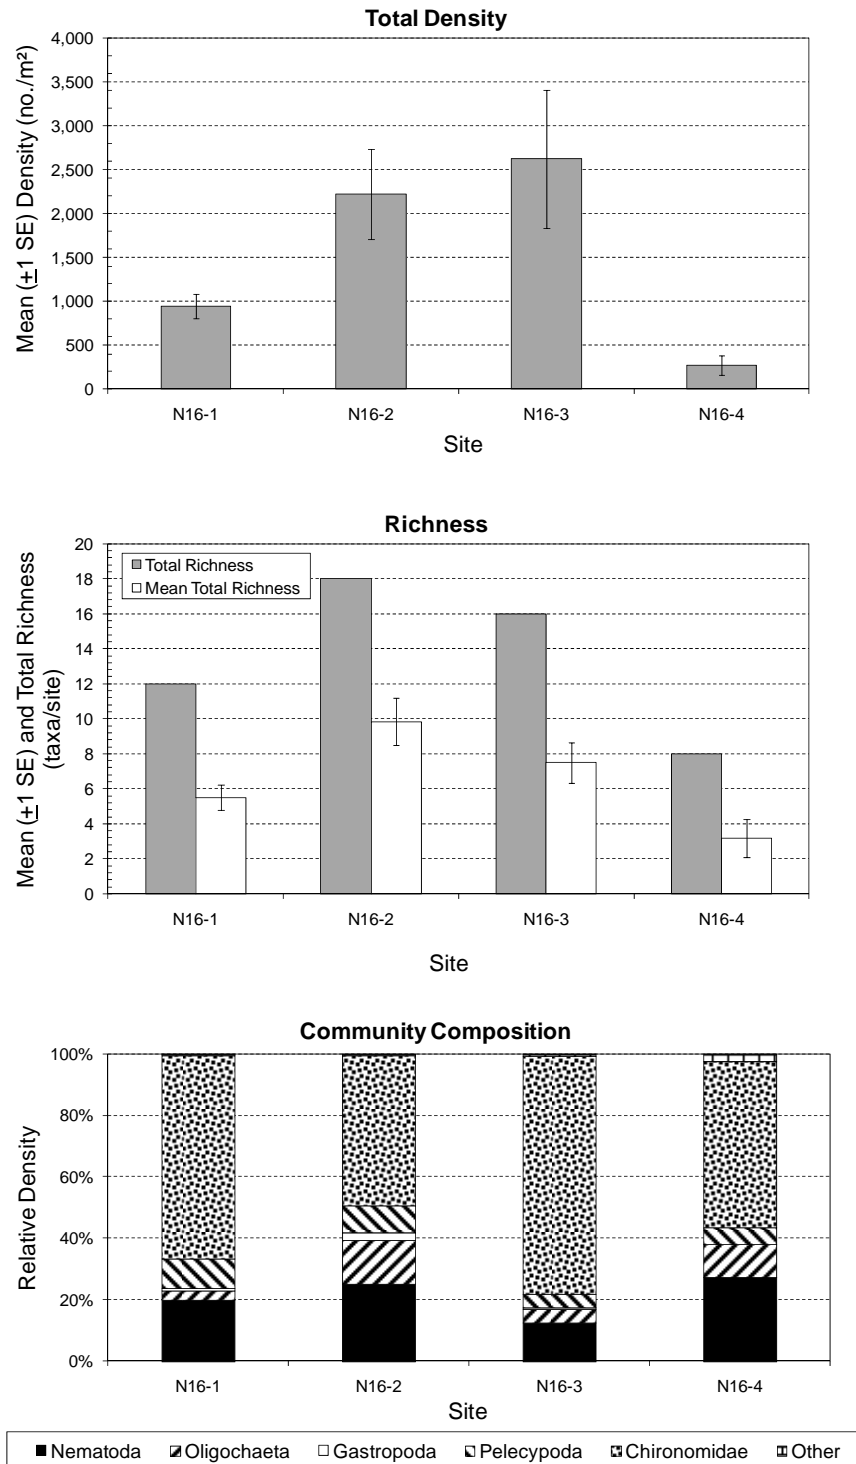 Total Density
Mean (±1 SE) Density (no./m²)
4,000
3,500
3,000
2,500
2,000
1,500
1,000
500
0
N16-1 N16-2 N16-3 N16-4
Site
Richness
Mean (±1 SE) and Total Richness
(taxa/site)
20
18
16
14
12
10
8
6
4
2
0
Total Richness
Mean Total Richness
N16-1 N16-2 N16-3 N16-4
Site
Community Composition
Relative Density
100%
80%
60%
40%
20%
0%
N16-1 N16-2 N16-3 N16-4
Site
Nematoda Oligochaeta Gastropoda Pelecypoda Chironomidae Other